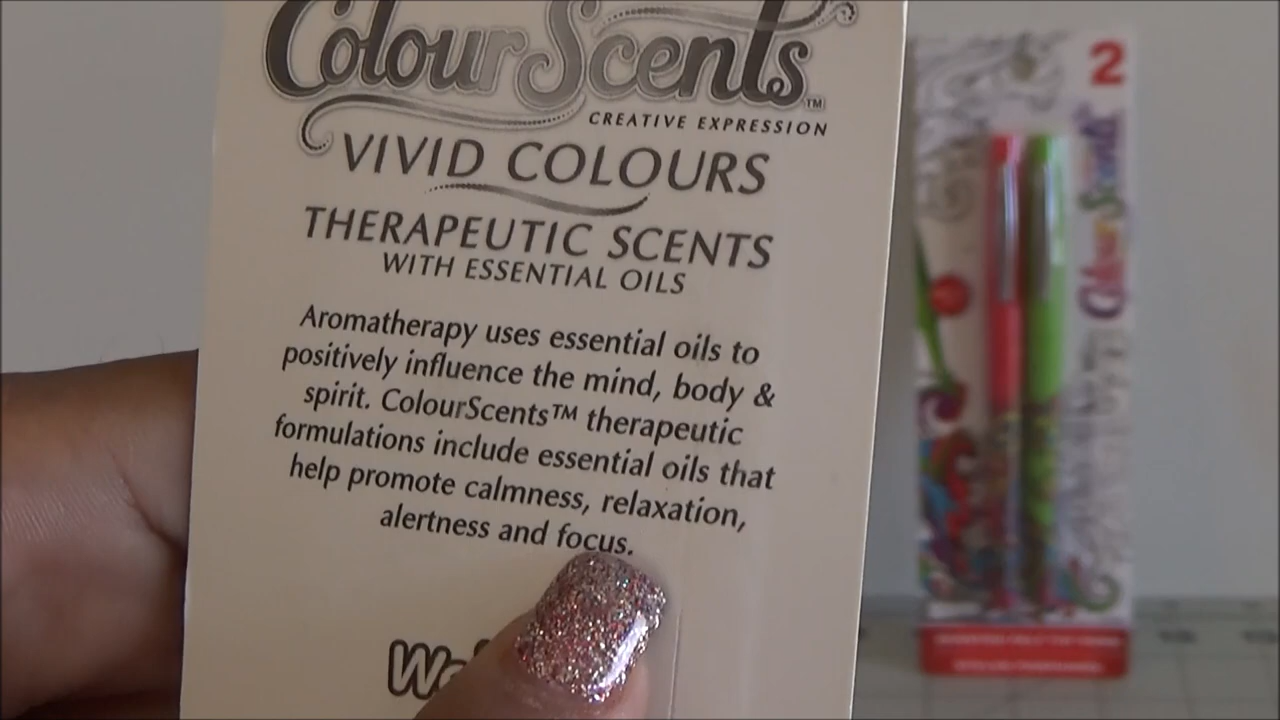 ColourScents™
CREATIVE EXPRESSION
VIVID COLOURS
THERAPEUTIC SCENTS
WITH ESSENTIAL OILS
Aromatherapy uses essential oils to
positively influence the mind, body &
spirit. ColourScents™ therapeutic
formulations include essential oils that
help promote calmness, relaxation,
alertness and focus.
2
ColourScents